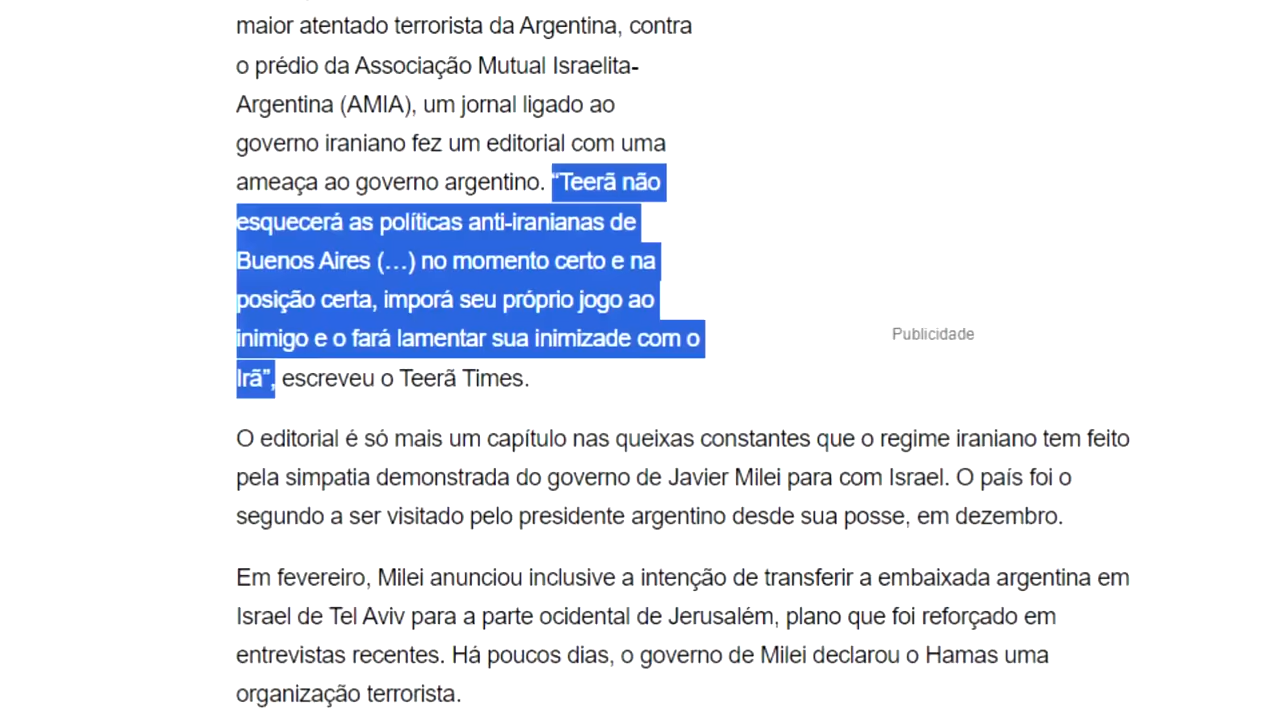 maior atentado terrorista da Argentina, contra
o prédio da Associação Mutual Israelita-
Argentina (AMIA), um jornal ligado ao
governo iraniano fez um editorial com uma
ameaça ao governo argentino. “Teerã não
esquecerá as políticas anti-iranianas de
Buenos Aires (…) no momento certo e na
posição certa, imporá seu próprio jogo ao
inimigo e o fará lamentar sua inimizade com o
Irã”, escreveu o Teerã Times.
Publicidade
O editorial é só mais um capítulo nas queixas constantes que o regime iraniano tem feito
pela simpatia demonstrada do governo de Javier Milei para com Israel. O país foi o
segundo a ser visitado pelo presidente argentino desde sua posse, em dezembro.
Em fevereiro, Milei anunciou inclusive a intenção de transferir a embaixada argentina em
Israel de Tel Aviv para a parte ocidental de Jerusalém, plano que foi reforçado em
entrevistas recentes. Há poucos dias, o governo de Milei declarou o Hamas uma
organização terrorista.